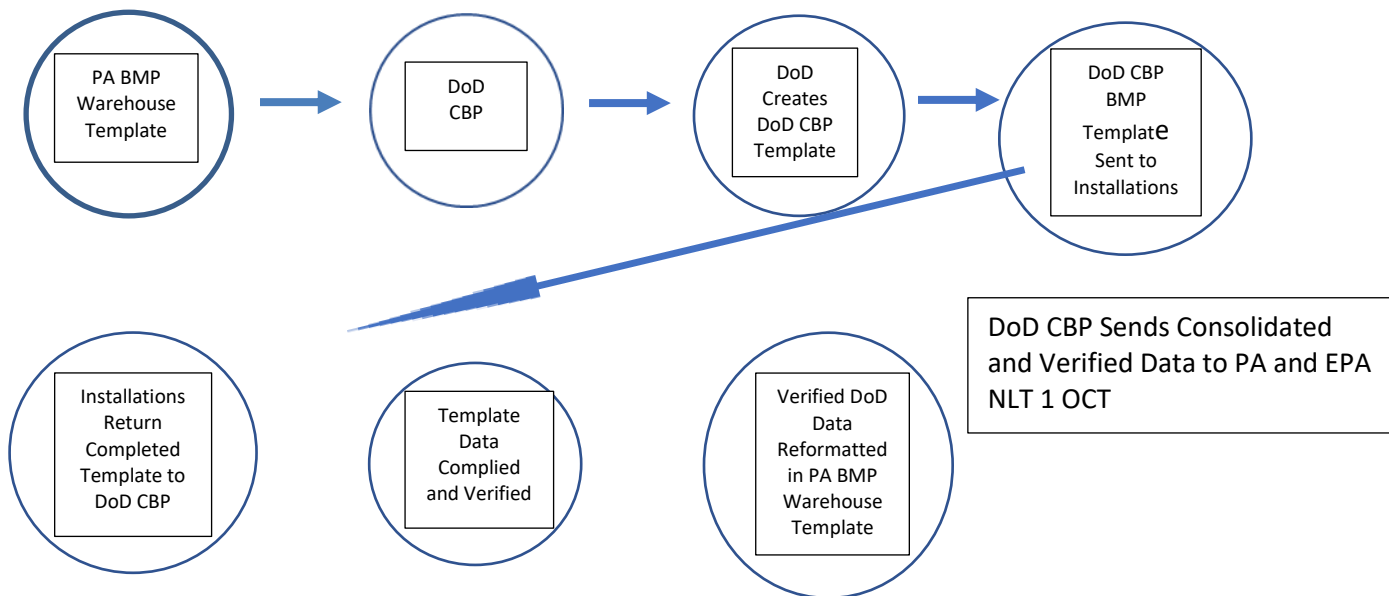 PA BMP
Warehouse
Template
DoD
CBP
DoD
Creates
DoD CBP
Template
DoD CBP
BMP
Template
Sent to
Installations
Installations
Return
Completed
Template to
DoD CBP
Template
Data
Complied
and Verified
Verified DoD
Data
Reformatted
in PA BMP
Warehouse
Template
DoD CBP Sends Consolidated
and Verified Data to PA and EPA
NLT 1 OCT